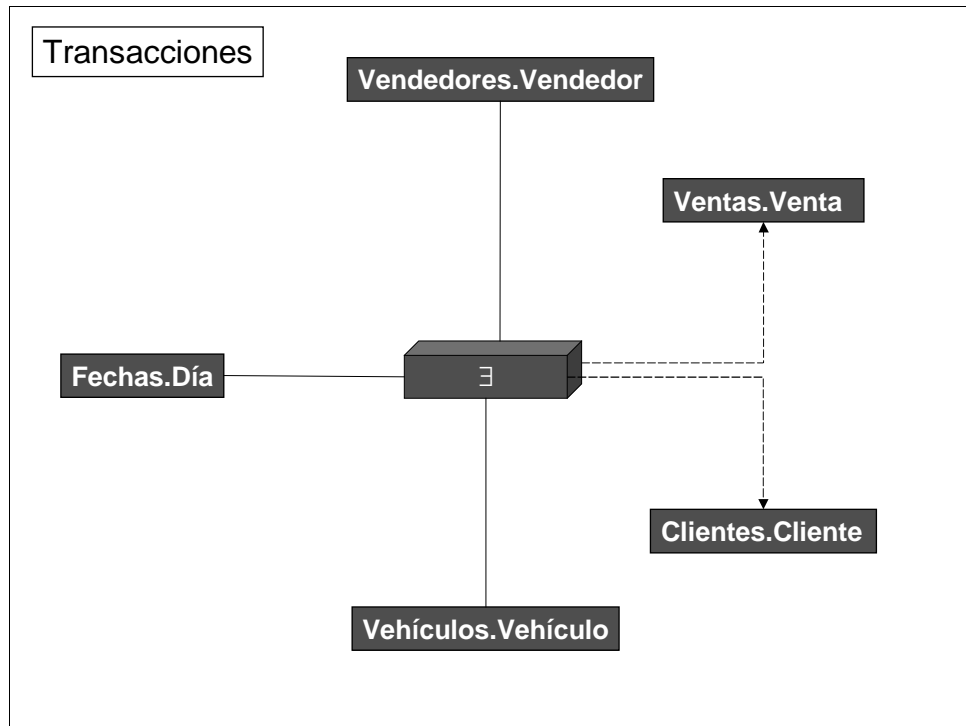 Transacciones
Vendedores.Vendedor
Ventas.Venta
Fechas.Día
∃
Clientes.Cliente
Vehículos.Vehículo